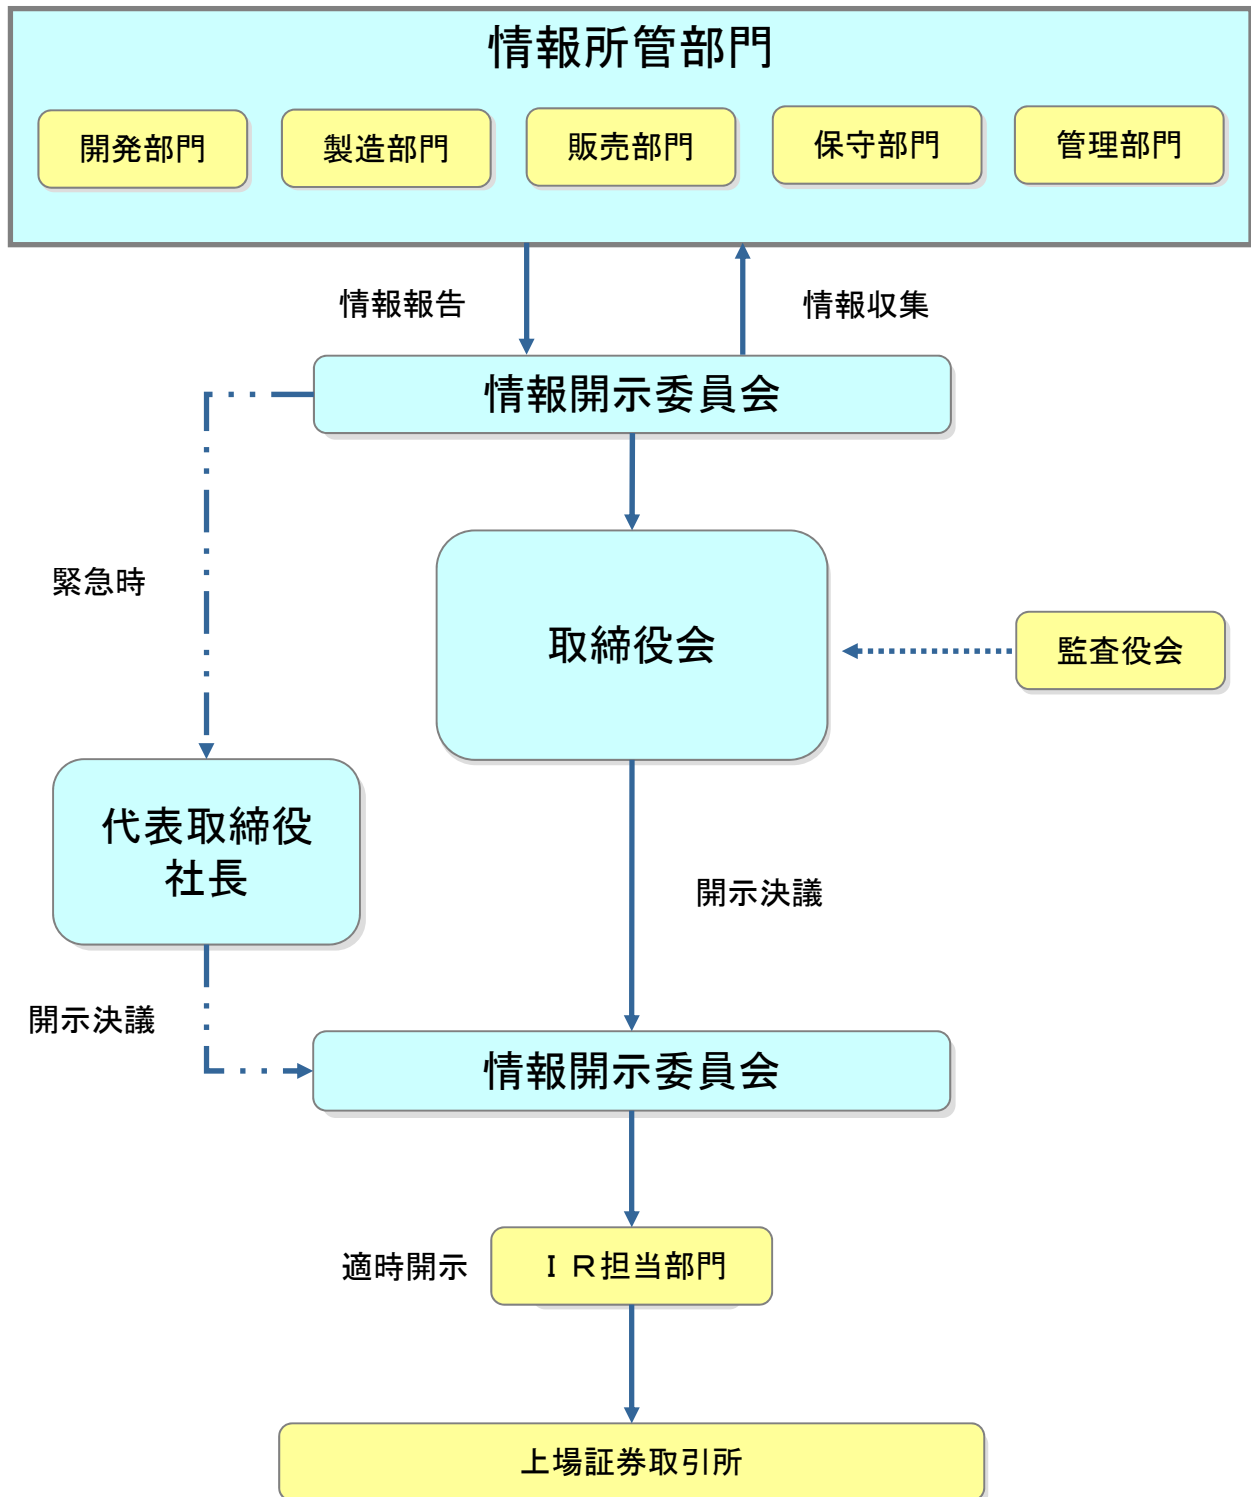 情報所管部門
開発部門
製造部門
販売部門
保守部門
管理部門
情報報告
情報収集
情報開示委員会
緊急時
取締役会
監査役会
代表取締役
社長
開示決議
開示決議
情報開示委員会
適時開示
ＩＲ担当部門
上場証券取引所